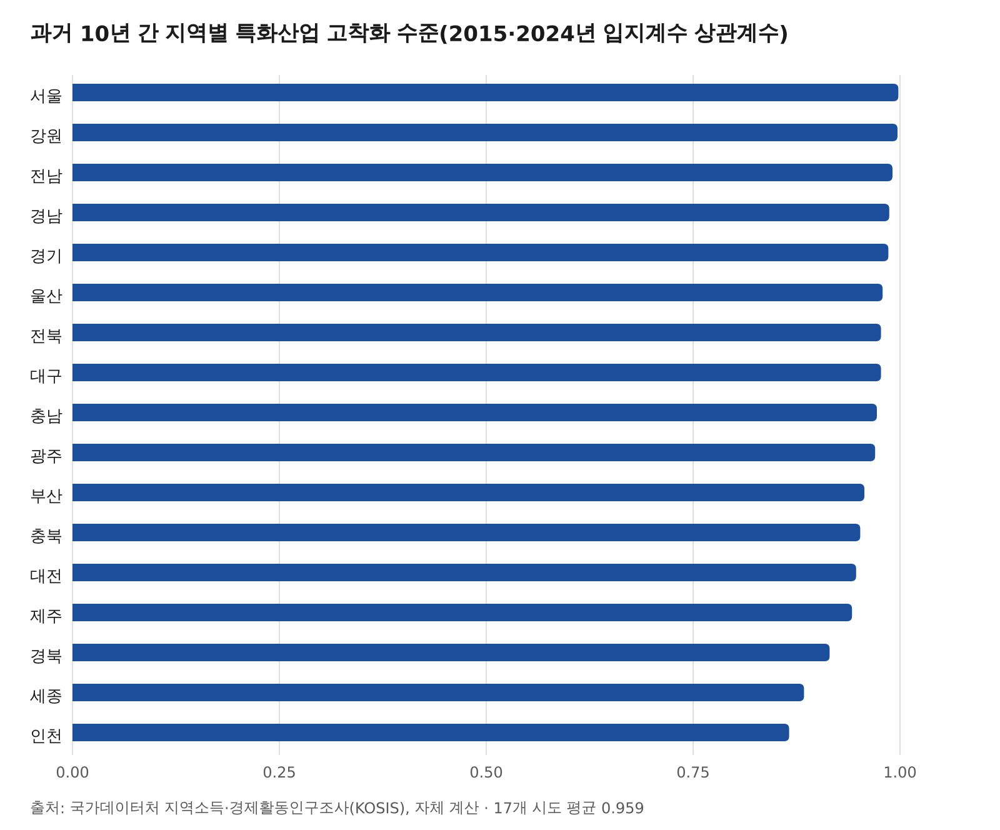 과거 10년 간 지역별 특화산업 고착화 수준(2015·2024년 입지계수 상관계수)
서울
강원
전남
경남
경기
울산
전북
대구
충남
광주
부산
충북
대전
제주
경북
세종
인천
0.00 0.25 0.50 0.75 1.00
출처: 국가데이터처 지역소득·경제활동인구조사(KOSIS), 자체 계산 · 17개 시도 평균 0.959